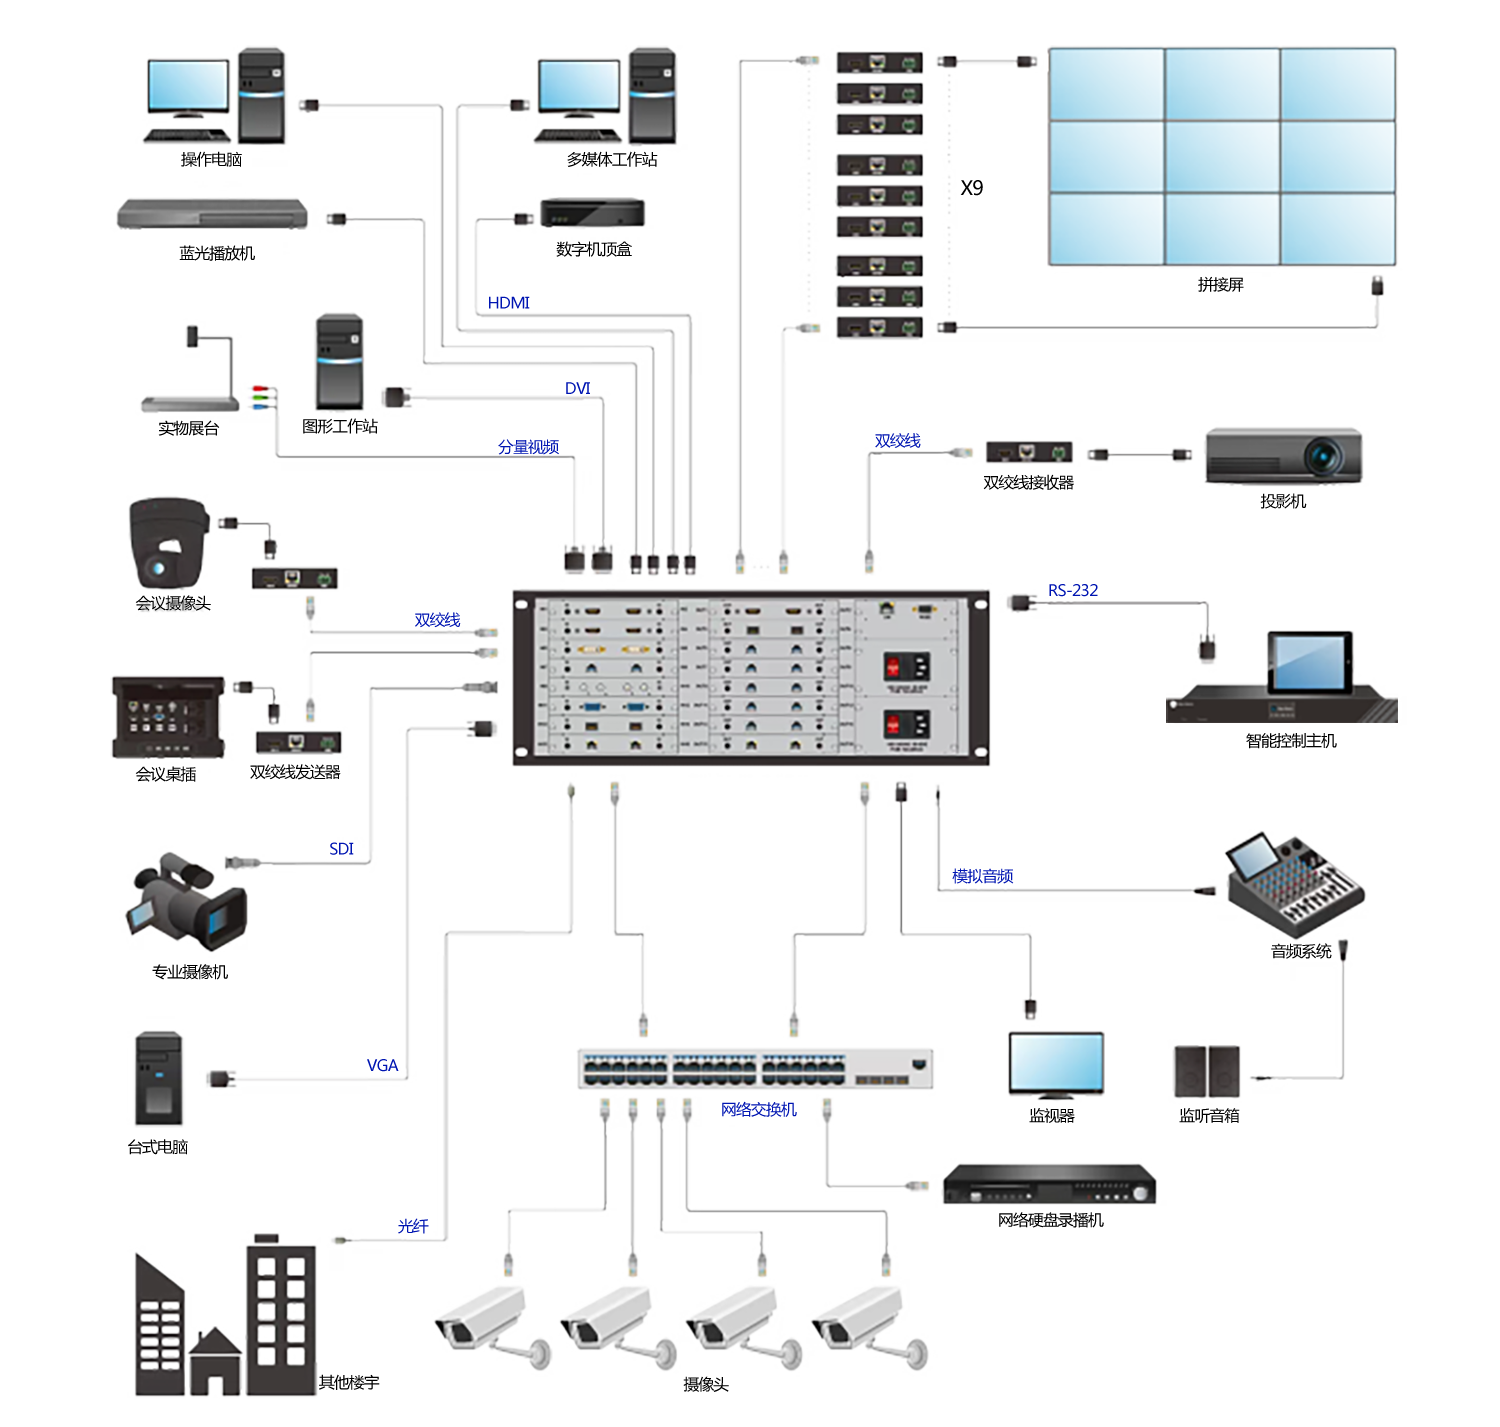 操作电脑
多媒体工作站
X9
蓝光播放机
数字机顶盒
拼接屏
HDMI
DVI
实物展台
图形工作站
分量视频
双绞线
双绞线接收器
投影机
会议摄像头
RS-232
双绞线
智能控制主机
会议桌插
双绞线发送器
SDI
模拟音频
专业摄像机
音频系统
VGA
网络交换机
监视器
监听音箱
台式电脑
光纤
网络硬盘录播机
其他楼宇
摄像头